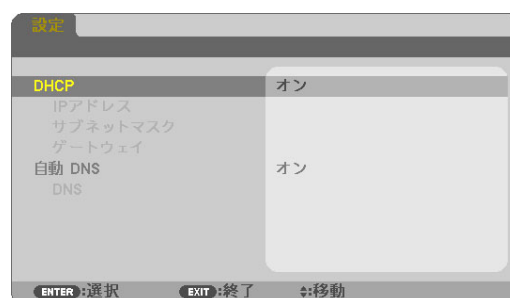 設定
DHCP オン
IPアドレス
サブネットマスク
ゲートウェイ
自動 DNS オン
DNS
ENTER:選択 EXIT:終了 :移動